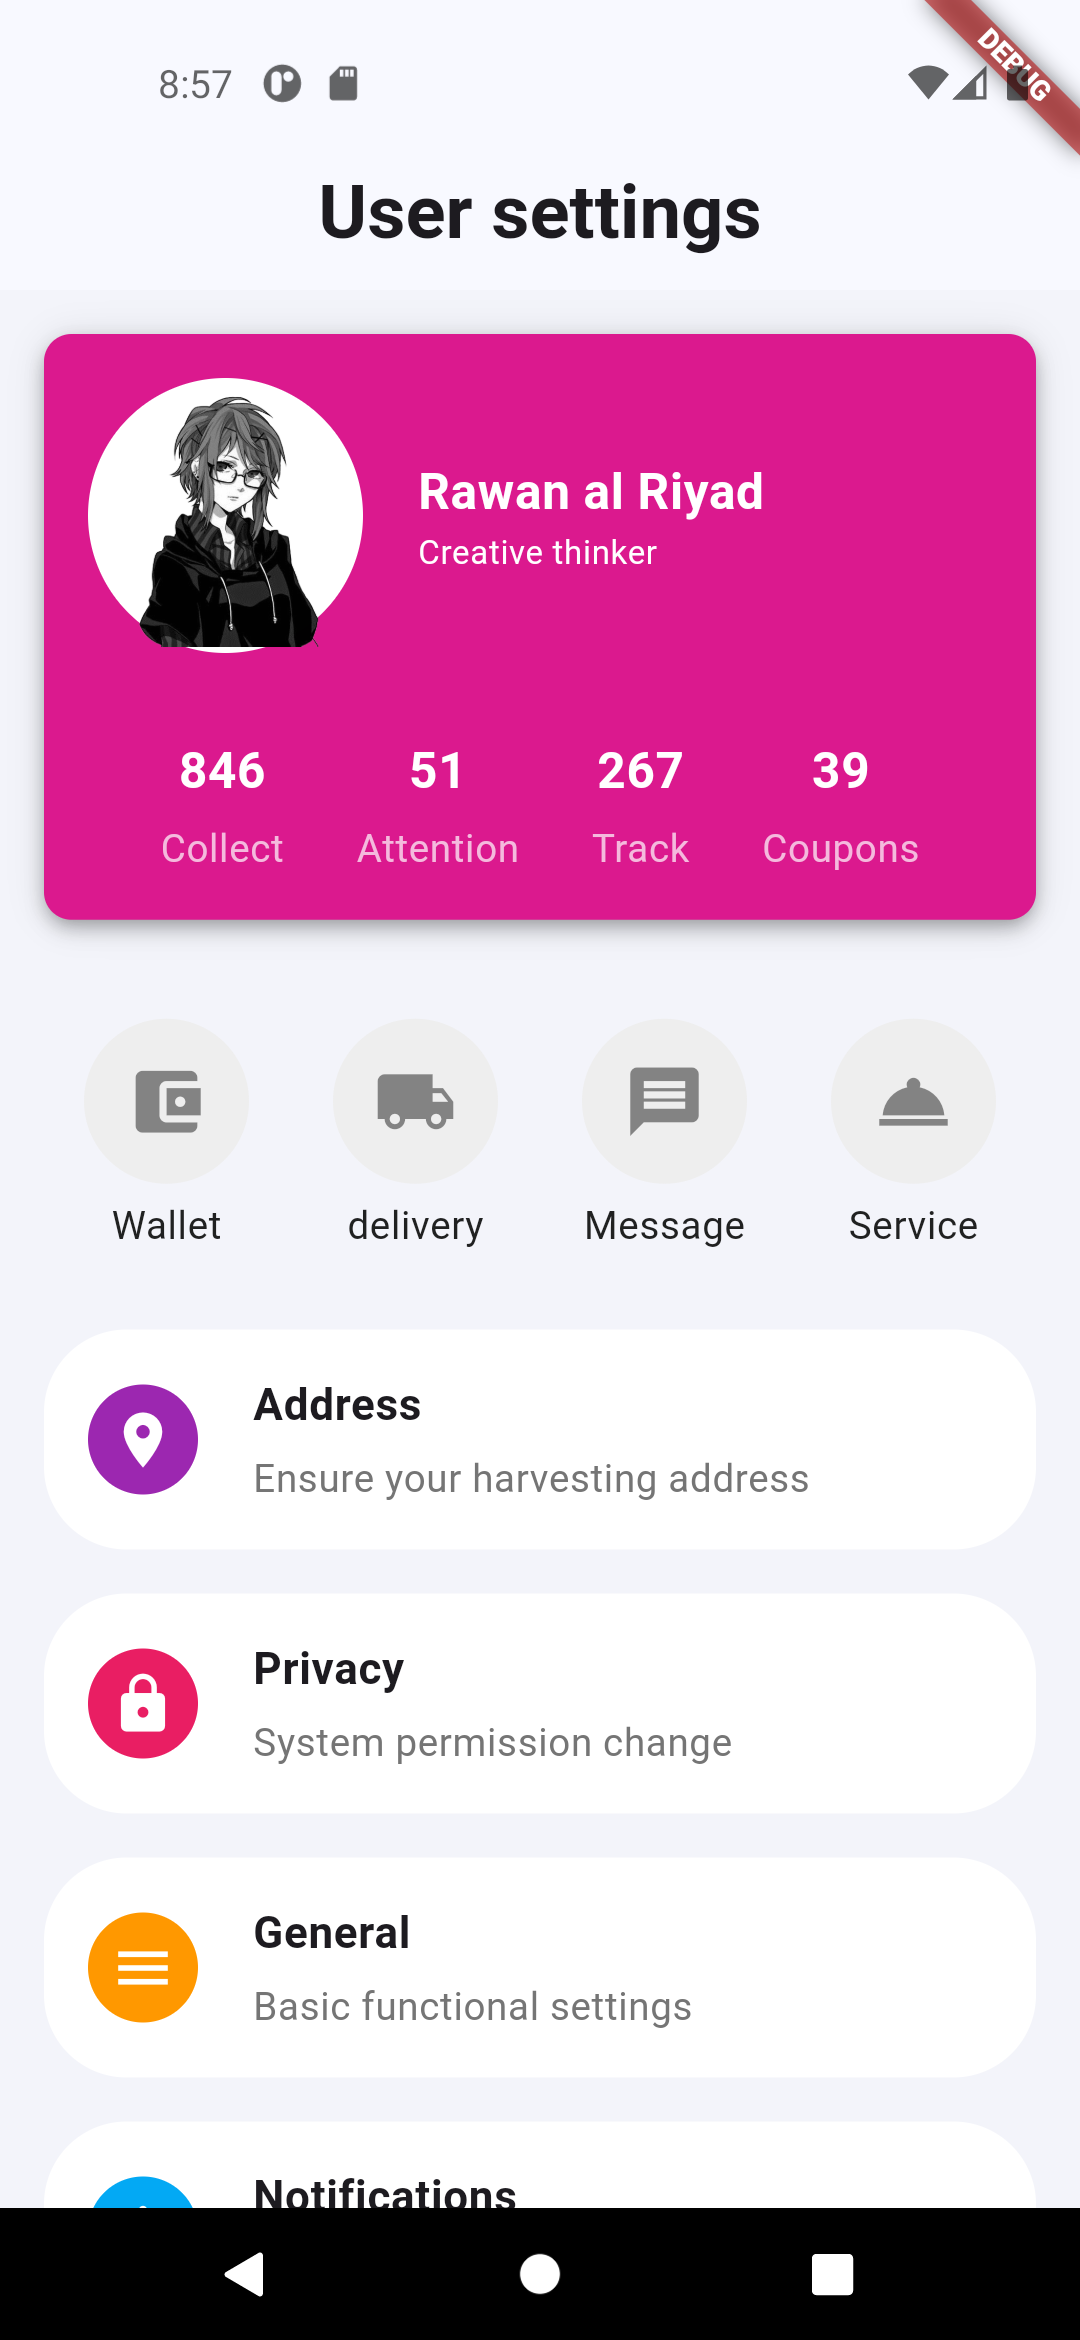 8:57
DEBUG
User settings
Rawan al Riyad
Creative thinker
846 51 267 39
Collect Attention Track Coupons
Wallet delivery Message Service
Address
Ensure your harvesting address
Privacy
System permission change
General
Basic functional settings
Notifications